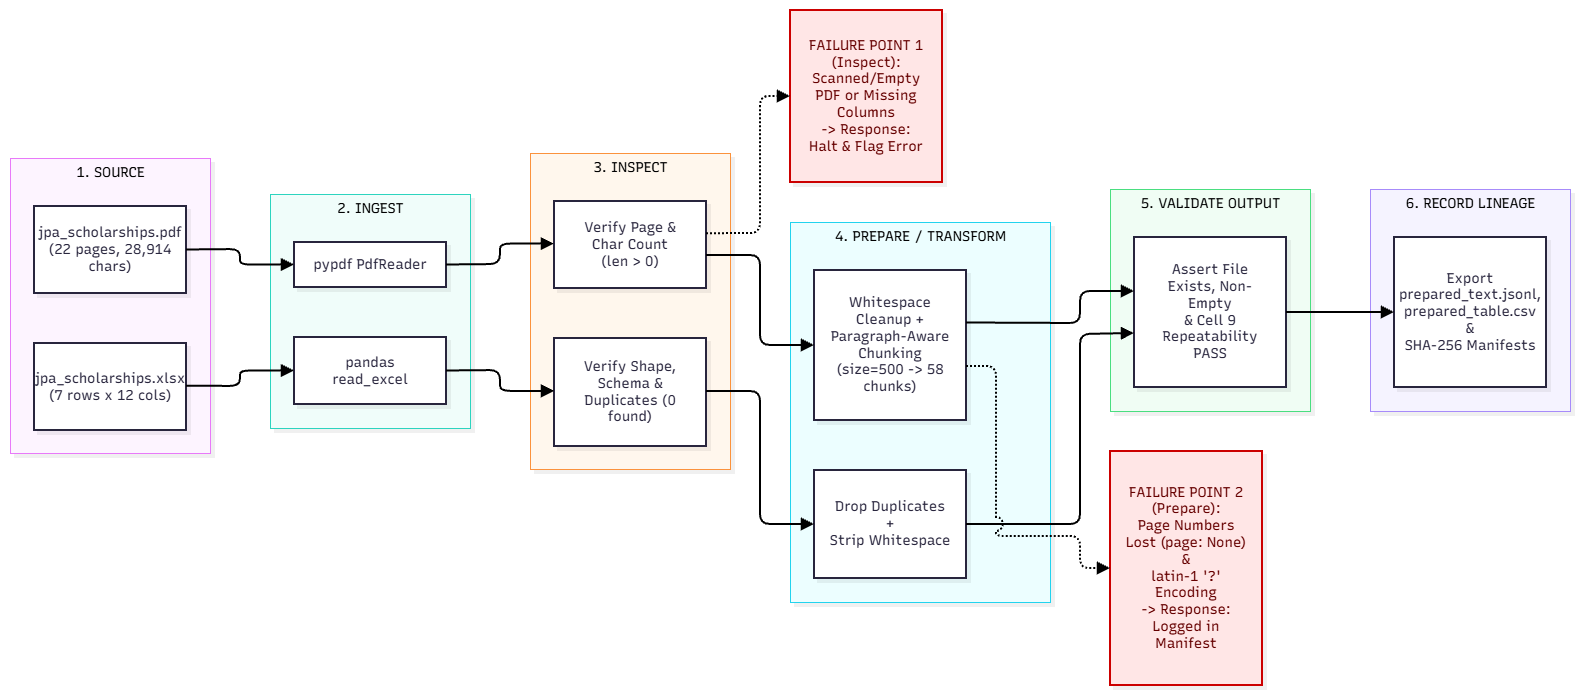 1. SOURCE
jpa_scholarships.pdf
(22 pages, 28,914
chars)
jpa_scholarships.xlsx
(7 rows x 12 cols)
2. INGEST
pypdf PdfReader
pandas
read_excel
3. INSPECT
Verify Page &
Char Count
(len > 0)
Verify Shape,
Schema &
Duplicates (0
found)
FAILURE POINT 1
(Inspect):
Scanned/Empty
PDF or Missing
Columns
-> Response:
Halt & Flag Error
4. PREPARE / TRANSFORM
Whitespace
Cleanup +
Paragraph-Aware
Chunking
(size=500 -> 58
chunks)
Drop Duplicates
+
Strip Whitespace
5. VALIDATE OUTPUT
Assert File
Exists, Non-
Empty
& Cell 9
Repeatability
PASS
FAILURE POINT 2
(Prepare):
Page Numbers
Lost (page: None)
&
latin-1 '?'
Encoding
-> Response:
Logged in
Manifest
6. RECORD LINEAGE
Export
prepared_text.jsonl,
prepared_table.csv
&
SHA-256 Manifests